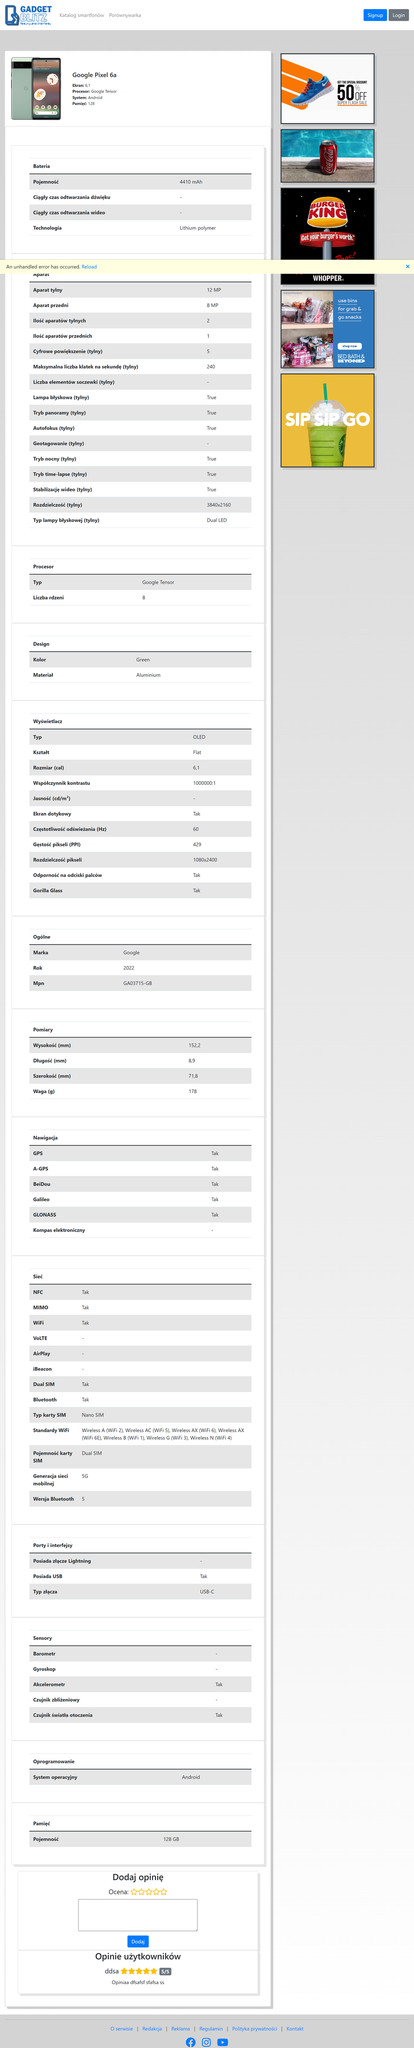 GADGET
BLITZ
Katalog smartfonów
Porównywarka
Signup
Login
Google Pixel 6a
Ekran: 6,1
Procesor: Google Tensor
System: Android
Pamięć: 128
GET THE SPECIAL DISCOUNT
50% OFF
SUPER FLASH SALE
Bateria
Pojemność 4410 mAh
Ciągły czas odtwarzania dźwięku -
Ciągły czas odtwarzania wideo -
Technologia Lithium polymer
BURGER
KING
Get your burger's worth.
WHOPPER.
An unhandled error has occurred. Reload
Aparat
Aparat tylny 12 MP
Aparat przedni 8 MP
Ilość aparatów tylnych 2
Ilość aparatów przednich 1
Cyfrowe powiększenie (tylny) 5
Maksymalna liczba klatek na sekundę (tylny) 240
Liczba elementów soczewki (tylny) -
Lampa błyskowa (tylny) True
Tryb panoramy (tylny) True
Autofokus (tylny) True
Geotagowanie (tylny) -
Tryb nocny (tylny) True
Tryb time-lapse (tylny) True
Stabilizację wideo (tylny) True
Rozdzielczość (tylny) 3840x2160
Typ lampy błyskowej (tylny) Dual LED
use bins
for grab &
go snacks
shop now
BED BATH &
BEYOND
SIP SIP GO
Procesor
Typ Google Tensor
Liczba rdzeni 8
Design
Kolor Green
Materiał Aluminium
Wyświetlacz
Typ OLED
Kształt Flat
Rozmiar (cal) 6.1
Współczynnik kontrastu 1000000:1
Jasność (cd/m²) -
Ekran dotykowy Tak
Częstotliwość odświeżania (Hz) 60
Gęstość pikseli (PPI) 429
Rozdzielczość pikseli 1080x2400
Odporność na odciski palców Tak
Gorilla Glass Tak
Ogólne
Marka Google
Rok 2022
Mpn GA03715-GB
Pomiary
Wysokość (mm) 152,2
Długość (mm) 8,9
Szerokość (mm) 71,8
Waga (g) 178
Nawigacja
GPS Tak
A-GPS Tak
BeiDou Tak
Galileo Tak
GLONASS Tak
Kompas elektroniczny -
Sieć
NFC Tak
MIMO Tak
WiFi Tak
VoLTE -
AirPlay -
iBeacon -
Dual SIM Tak
Bluetooth Tak
Typ karty SIM Nano SIM
Standardy WiFi Wireless A (WiFi 2), Wireless AC (WiFi 5), Wireless AX (WiFi 6), Wireless AX
(WiFi 6E), Wireless B (WiFi 1), Wireless G (WiFi 3), Wireless N (WiFi 4)
Pojemność karty SIM Dual SIM
Generacja sieci mobilnej 5G
Wersja Bluetooth 5
Porty i interfejsy
Posiada złącze Lightning -
Posiada USB Tak
Typ złącza USB-C
Sensory
Barometr -
Gyroskop -
Akcelerometr Tak
Czujnik zbliżeniowy -
Czujnik światła otoczenia Tak
Oprogramowanie
System operacyjny Android
Pamięć
Pojemność 128 GB
Dodaj opinię
Ocena:
Dodaj
Opinie użytkowników
ddsa 5/5
Opiniaa dfsafsf sfafsa ss
O serwisie | Redakcja | Reklama | Regulamin | Polityka prywatności | Kontakt